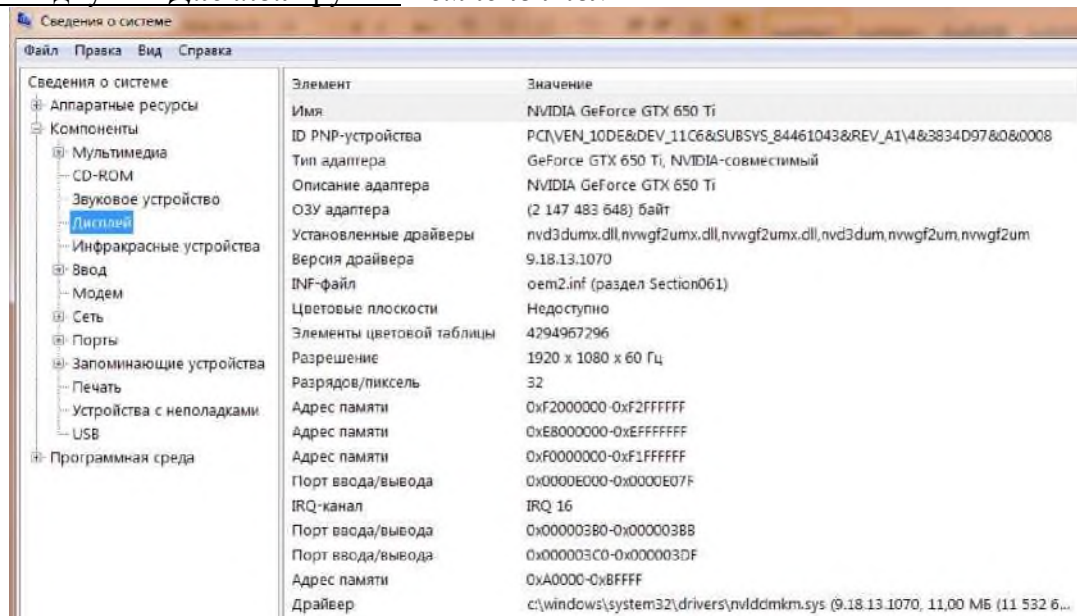 Сведения о системе
Файл Правка Вид Справка
Сведения о системе
Аппаратные ресурсы
Компоненты
Мультимедиа
CD-ROM
Звуковое устройство
Дисплей
Инфракрасные устройства
Ввод
Модем
Сеть
Порты
Запоминающие устройства
Печать
Устройства с неполадками
USB
Программная среда
Элемент Значение
Имя NVIDIA GeForce GTX 650 Ti
ID PNP-устройства PCI\VEN_10DE&DEV_11C6&SUBSYS_84461043&REV_A1\4&3834D97&0&0008
Тип адаптера GeForce GTX 650 Ti, NVIDIA-совместимый
Описание адаптера NVIDIA GeForce GTX 650 Ti
ОЗУ адаптера (2 147 483 648) байт
Установленные драйверы nvd3dumx.dll,nvwgf2umx.dll,nvwgf2umx.dll,nvd3dum,nvwgf2um,nvwgf2um
Версия драйвера 9.18.13.1070
INF-файл oem2.inf (раздел Section061)
Цветовые плоскости Недоступно
Элементы цветовой таблицы 4294967296
Разрешение 1920 x 1080 x 60 Гц
Разрядов/пиксель 32
Адрес памяти 0xF2000000-0xF2FFFFFF
Адрес памяти 0xE8000000-0xEFFFFFFF
Адрес памяти 0xF0000000-0xF1FFFFFF
Порт ввода/вывода 0x0000E000-0x0000E07F
IRQ-канал IRQ 16
Порт ввода/вывода 0x000003B0-0x000003BB
Порт ввода/вывода 0x000003C0-0x000003DF
Адрес памяти 0xA0000-0xBFFFF
Драйвер c:\windows\system32\drivers\nvlddmkm.sys (9.18.13.1070, 11,00 МБ (11 532 6...